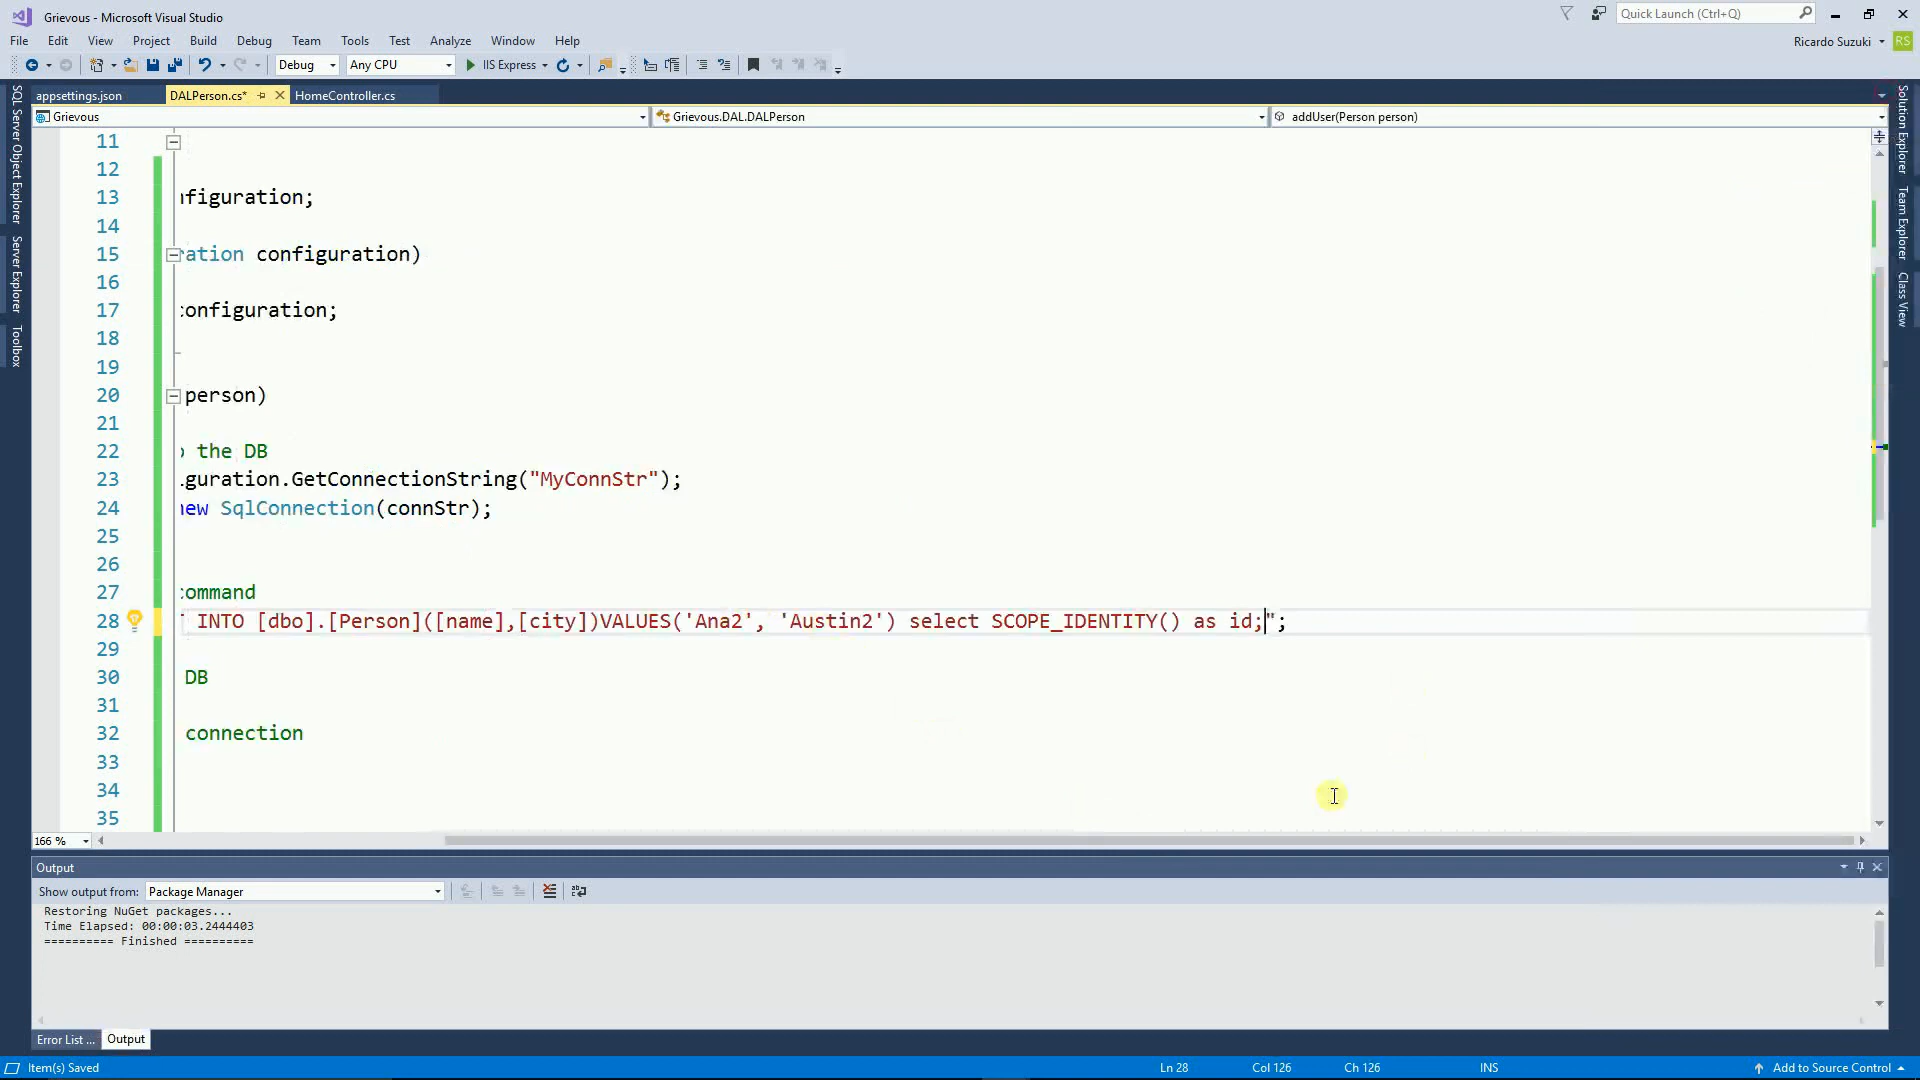 Grievous - Microsoft Visual Studio
Quick Launch (Ctrl+Q)
File Edit View Project Build Debug Team Tools Test Analyze Window Help
Ricardo Suzuki RS
Debug Any CPU IIS Express
appsettings.json DALPerson.cs* HomeController.cs
Grievous Grievous.DAL.DALPerson addUser(Person person)
SQL Server Object Explorer
Server Explorer
Toolbox
Solution Explorer
Team Explorer
Class View
11
12
13 nfiguration;
14
15 ration configuration)
16
17 configuration;
18
19
20 person)
21
22 the DB
23 iguration.GetConnectionString("MyConnStr");
24 new SqlConnection(connStr);
25
26
27 command
28 INTO [dbo].[Person]([name],[city])VALUES('Ana2', 'Austin2') select SCOPE_IDENTITY() as id;";
29
30 DB
31
32 connection
33
34
35
166 %
Output
Show output from: Package Manager
Restoring NuGet packages...
Time Elapsed: 00:00:03.2444403
========== Finished ==========
Error List ... Output
Item(s) Saved Ln 28 Col 126 Ch 126 INS Add to Source Control